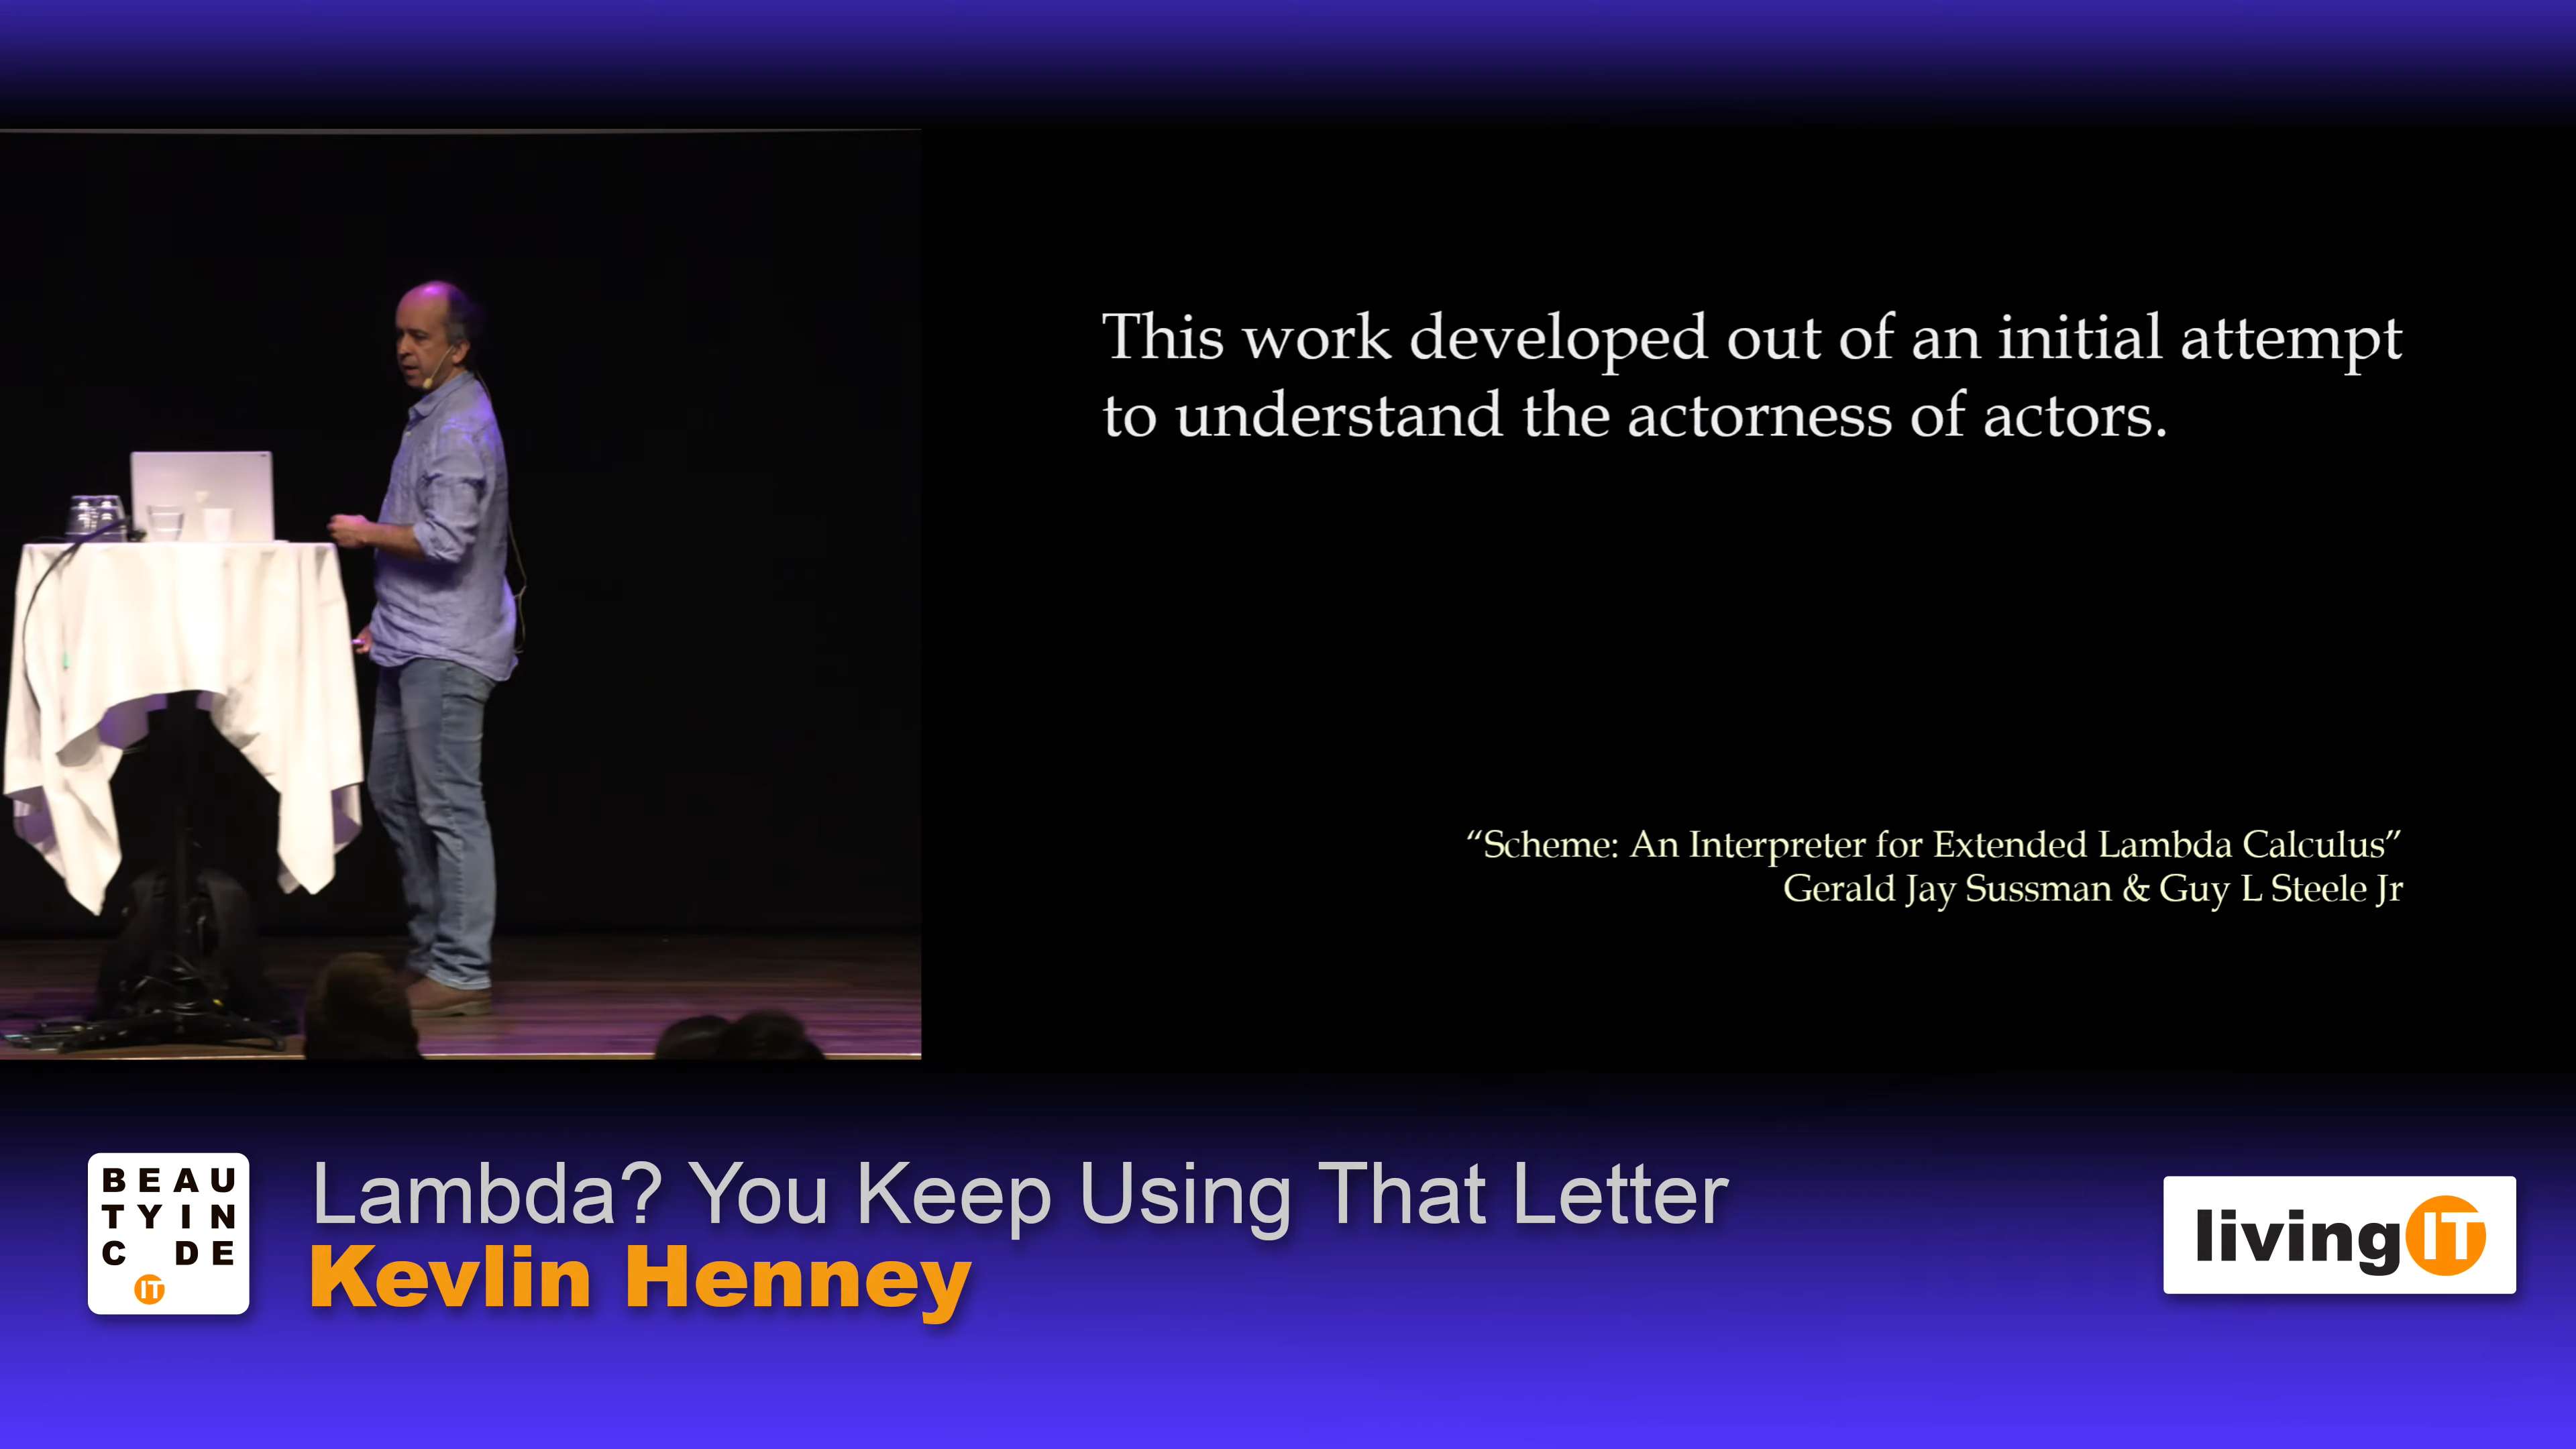 This work developed out of an initial attempt
to understand the actorness of actors.
“Scheme: An Interpreter for Extended Lambda Calculus”
Gerald Jay Sussman & Guy L Steele Jr
BEAU
TYIN
C DE
IT
Lambda? You Keep Using That Letter
Kevlin Henney
livingIT